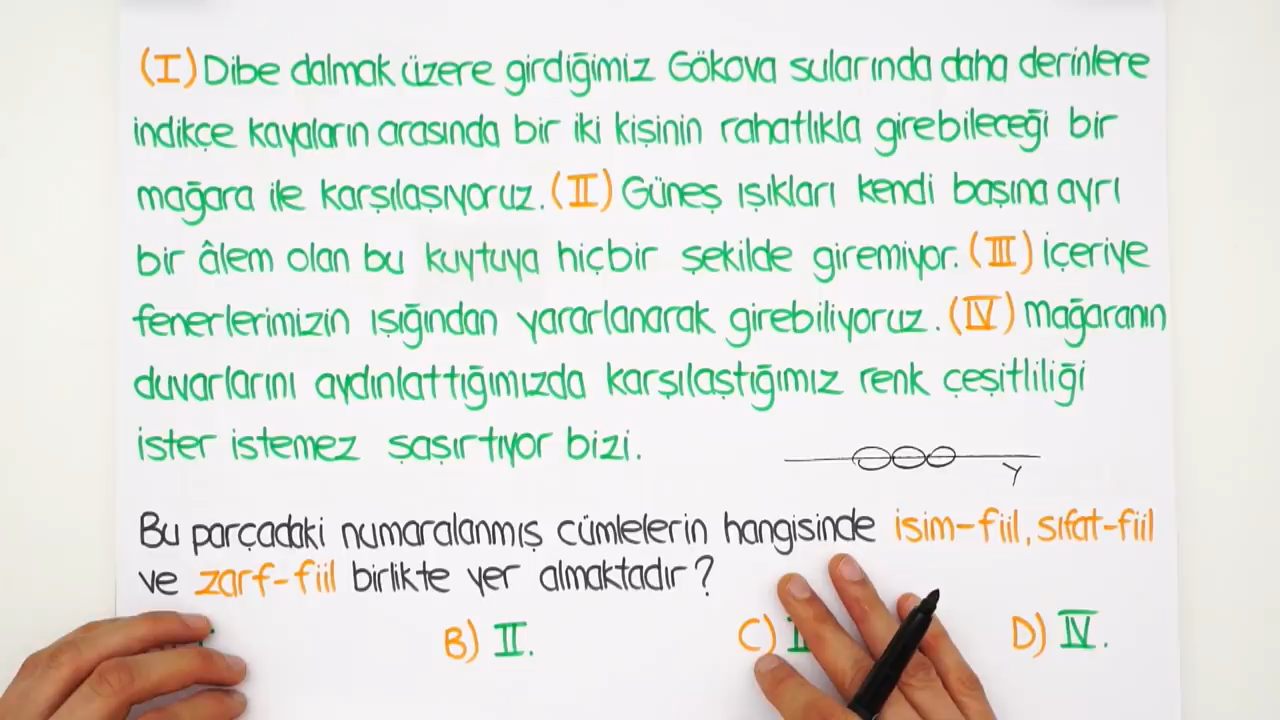 (I) Dibe dalmak üzere girdiğimiz Gökova sularında daha derinlere
indikçe kayaların arasında bir iki kişinin rahatlıkla girebileceği bir
mağara ile karşılaşıyoruz. (II) Güneş ışıkları kendi başına ayrı
bir âlem olan bu kuytuya hiçbir şekilde giremiyor. (III) İçeriye
fenerlerimizin ışığından yararlanarak girebiliyoruz. (IV) Mağaranın
duvarlarını aydınlattığımızda karşılaştığımız renk çeşitliliği
ister istemez şaşırtıyor bizi.
Y
Bu parçadaki numaralanmış cümlelerin hangisinde isim-fiil, sıfat-fiil
ve zarf-fiil birlikte yer almaktadır?
B) II. C) D) IV.